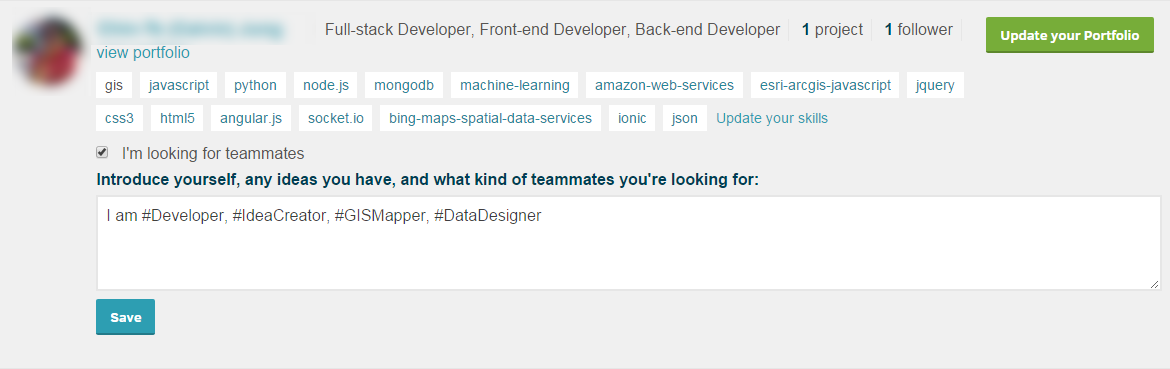 Full-stack Developer, Front-end Developer, Back-end Developer 1 project 1 follower Update your Portfolio
view portfolio
gis javascript python node.js mongodb machine-learning amazon-web-services esri-arcgis-javascript jquery
css3 html5 angular.js socket.io bing-maps-spatial-data-services ionic json Update your skills
I'm looking for teammates
Introduce yourself, any ideas you have, and what kind of teammates you're looking for:
I am #Developer, #IdeaCreator, #GISMapper, #DataDesigner
Save